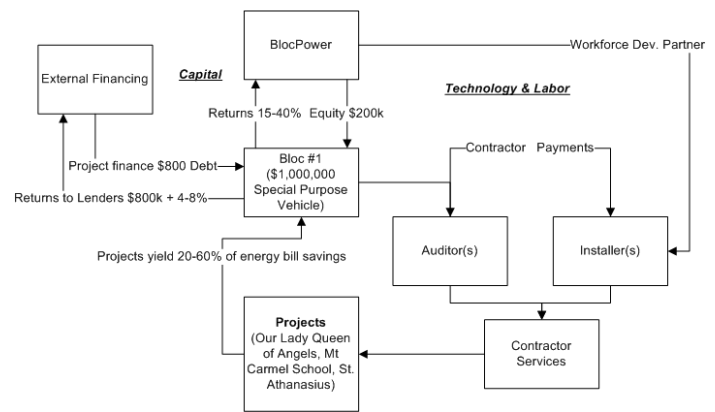 BlocPower
Workforce Dev. Partner
External Financing
Capital
Technology & Labor
Returns 15-40%
Equity $200k
Project finance $800 Debt
Bloc #1
($1,000,000
Special Purpose
Vehicle)
Contractor Payments
Returns to Lenders $800k + 4-8%
Auditor(s)
Installer(s)
Projects yield 20-60% of energy bill savings
Projects
(Our Lady Queen
of Angels, Mt
Carmel School, St.
Athanasius)
Contractor
Services